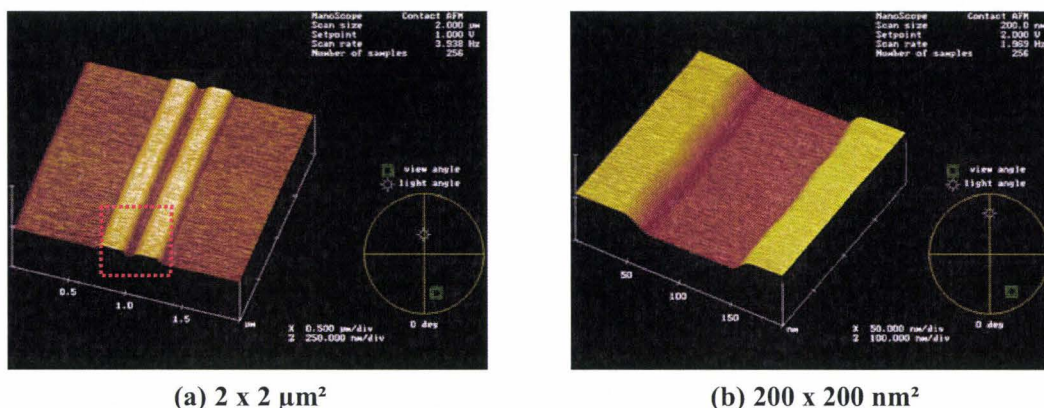 NanoScope Contact AFM
Scan size 2.000 µm
Setpoint 1.000 V
Scan rate 3.938 Hz
Number of samples 256
view angle
light angle
0.5
1.0
1.5
µm
X 0.500 µm/div
Z 250.000 nm/div
0 deg
(a) 2 x 2 µm²
NanoScope Contact AFM
Scan size 200.0 nm
Setpoint 2.000 V
Scan rate 1.969 Hz
Number of samples 256
view angle
light angle
50
100
150
nm
X 50.000 nm/div
Z 100.000 nm/div
0 deg
(b) 200 x 200 nm²